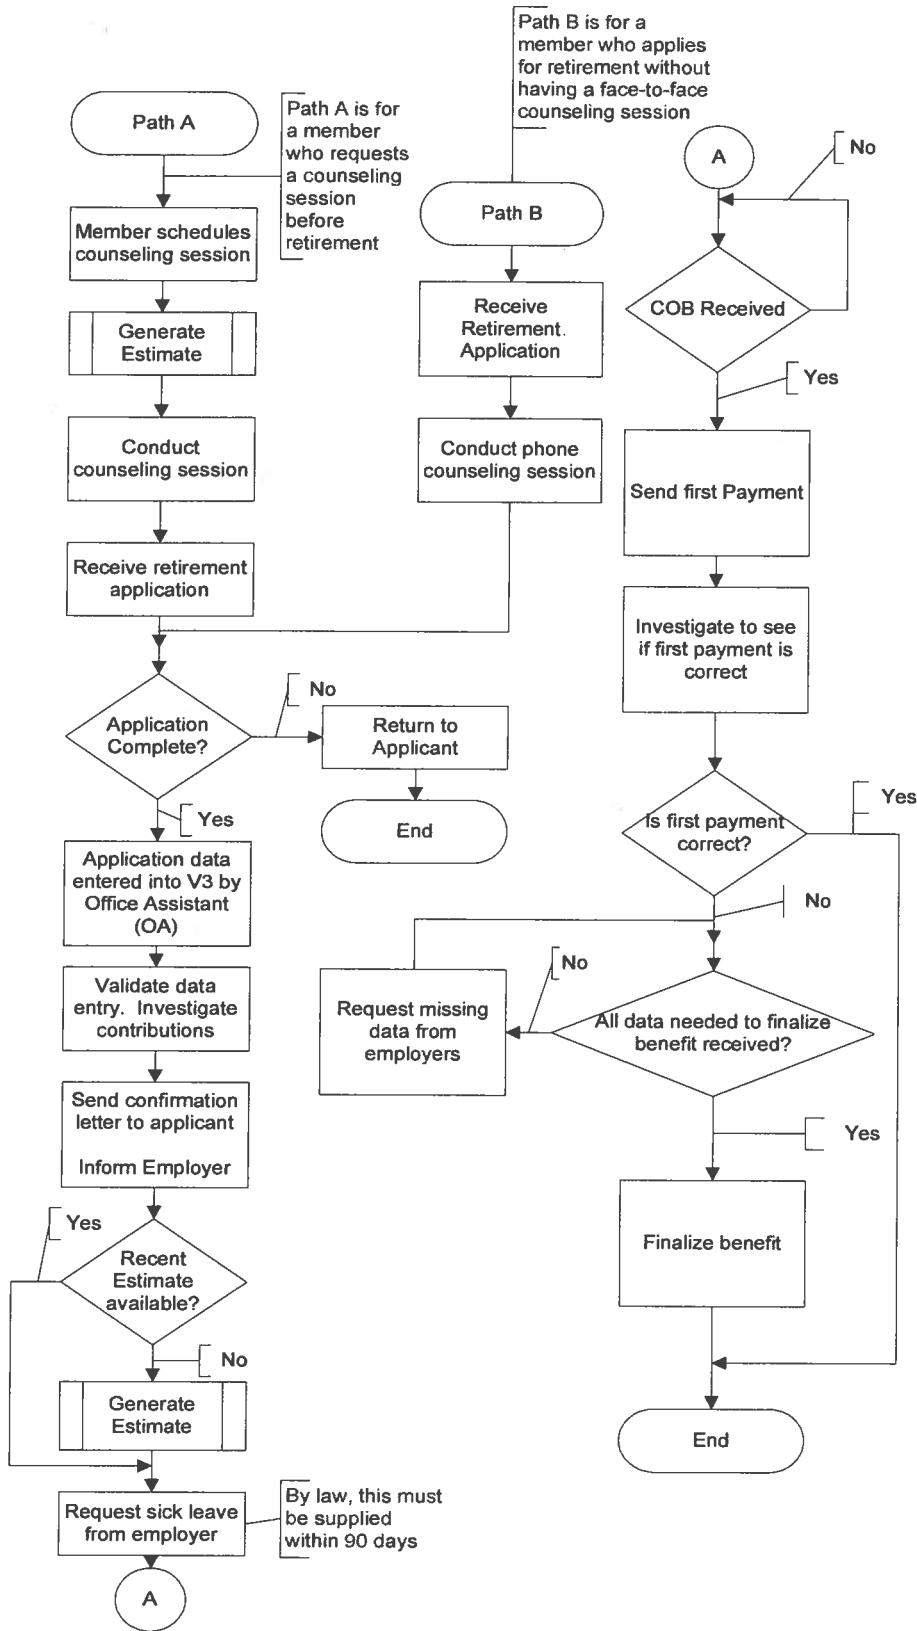 Path A
Path A is for
a member
who requests
a counseling
session
before
retirement
Member schedules
counseling session
Generate
Estimate
Conduct
counseling session
Receive retirement
application
Path B is for a
member who applies
for retirement without
having a face-to-face
counseling session
Path B
Receive
Retirement.
Application
Conduct phone
counseling session
Application
Complete?
No
Return to
Applicant
End
Yes
Application data
entered into V3 by
Office Assistant
(OA)
Validate data
entry. Investigate
contributions
Send confirmation
letter to applicant
Inform Employer
Yes
Recent
Estimate
available?
No
Generate
Estimate
Request sick leave
from employer
By law, this must
be supplied
within 90 days
A
A
No
COB Received
Yes
Send first Payment
Investigate to see
if first payment is
correct
Is first payment
correct?
Yes
No
No
Request missing
data from
employers
All data needed to finalize
benefit received?
Yes
Finalize benefit
End